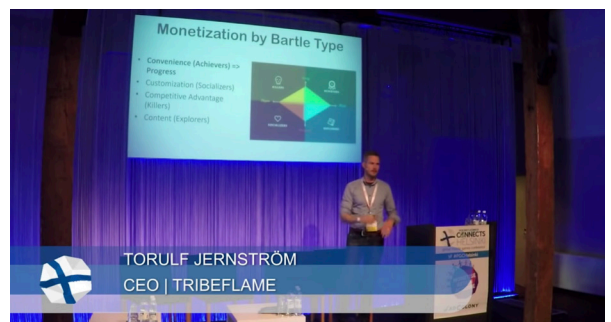 Monetization by Bartle Type
• Convenience (Achievers) <=>
Progress
• Customization (Socializers)
• Competitive Advantage
(Killers)
• Content (Explorers)
CONNECTS
HELSINKI
TORULF JERNSTRÖM
CEO | TRIBEFLAME